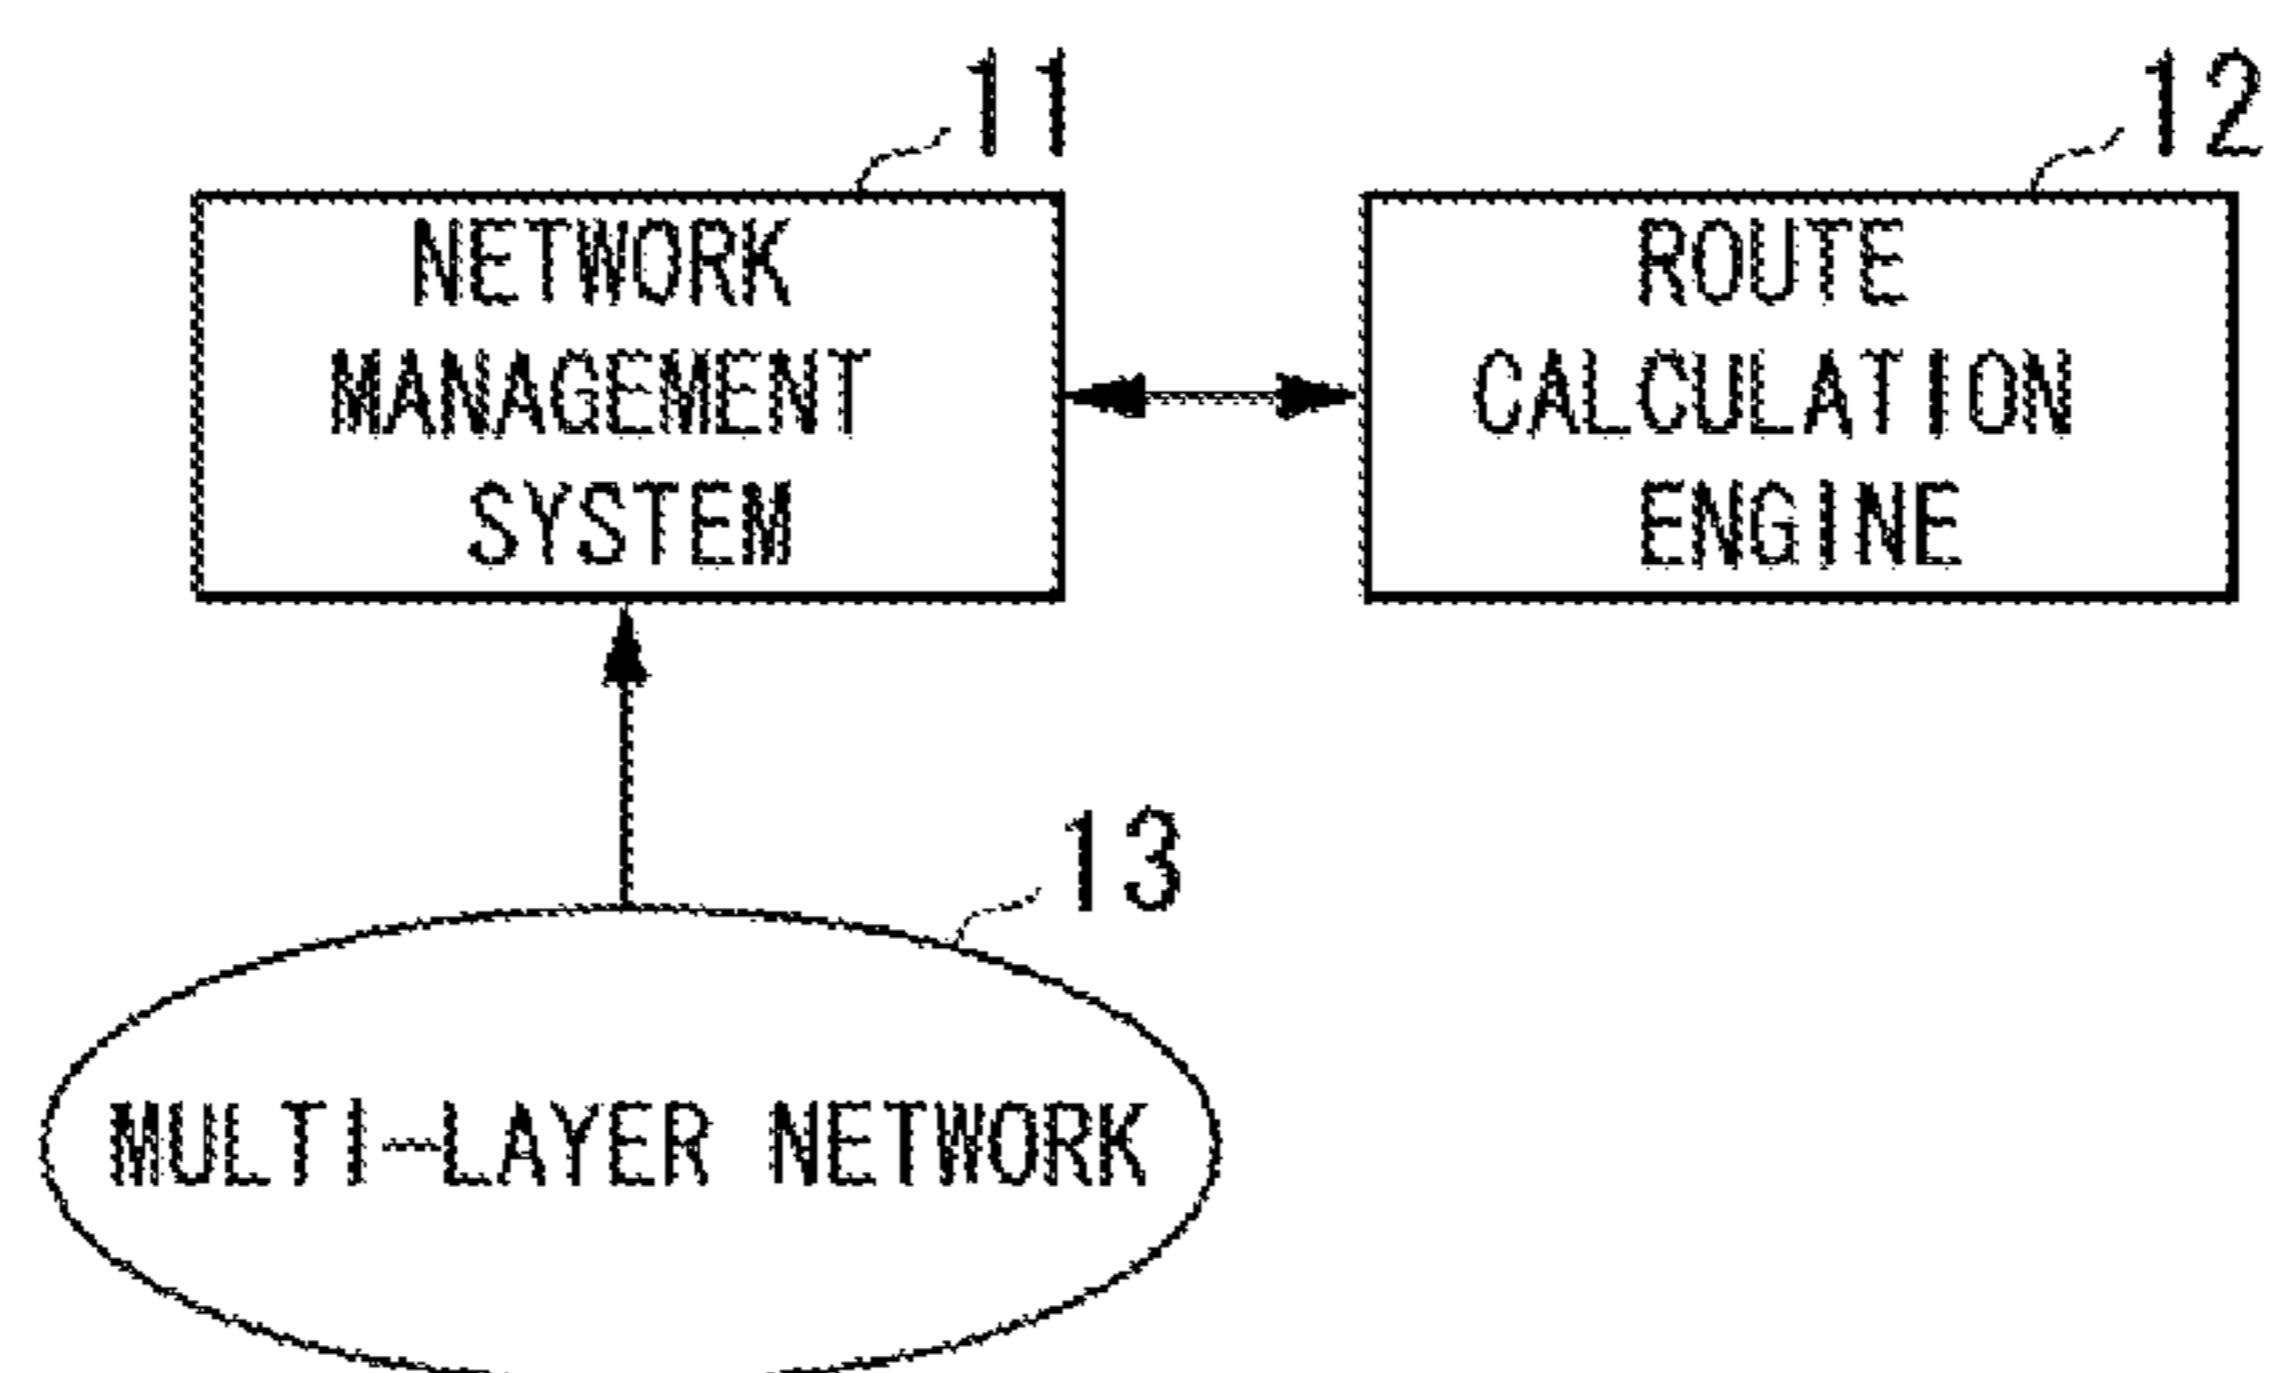 11
12
NETWORK
MANAGEMENT
SYSTEM
ROUTE
CALCULATION
ENGINE
13
MULTI-LAYER NETWORK